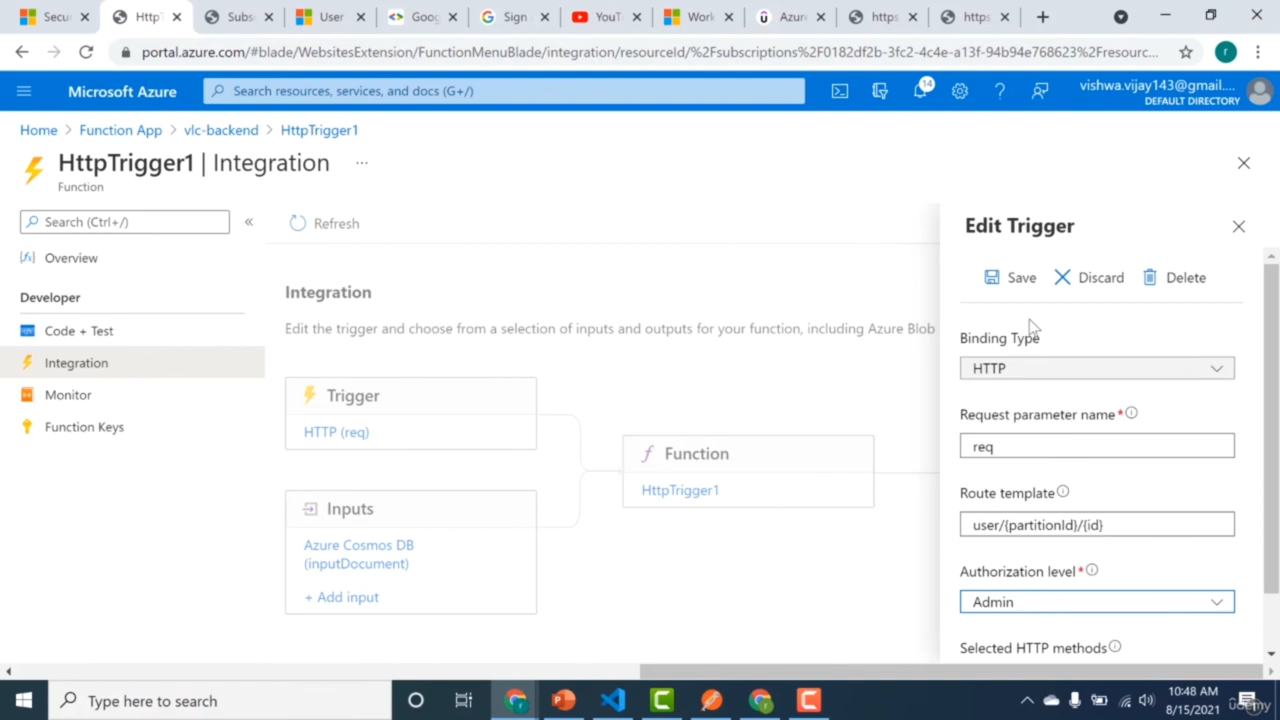 Secu
HttpT
Subsc
User
Goog
Sign
YouT
Work
Azure
https
https
portal.azure.com/#blade/WebsitesExtension/FunctionMenuBlade/integration/resourceId/%2Fsubscriptions%2F0182df2b-3fc2-4c4e-a13f-94b94e768623%2Fresourc...
r
Microsoft Azure
Search resources, services, and docs (G+/)
14
vishwa.vijay143@gmail....
DEFAULT DIRECTORY
Home > Function App > vlc-backend > HttpTrigger1
HttpTrigger1 | Integration ...
Function
Search (Ctrl+/)
«
Refresh
Overview
Developer
Code + Test
Integration
Monitor
Function Keys
Integration
Edit the trigger and choose from a selection of inputs and outputs for your function, including Azure Blob
Trigger
HTTP (req)
Inputs
Azure Cosmos DB
(inputDocument)
+ Add input
Function
HttpTrigger1
Edit Trigger
Save
Discard
Delete
Binding Type
HTTP
Request parameter name*
req
Route template
user/{partitionId}/{id}
Authorization level*
Admin
Selected HTTP methods
Type here to search
10:48 AM
8/15/2021
udemy